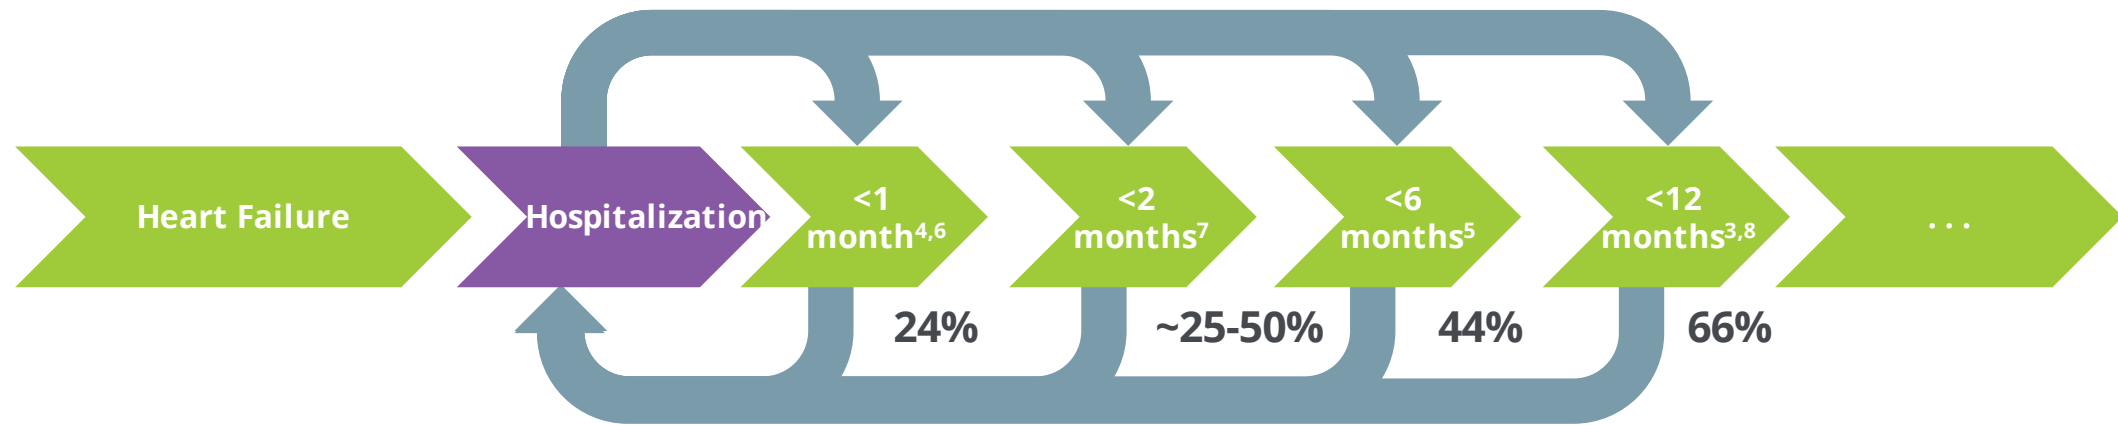 Heart Failure
Hospitalization
<1
month4,6
<2
months7
<6
months5
<12
months3,8
...
24%
~25-50%
44%
66%